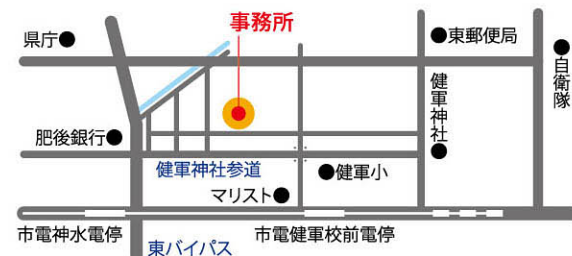 事務所
県庁
東郵便局
自衛隊
健軍神社
肥後銀行
健軍神社参道
健軍小
マリスト
市電神水電停
市電健軍校前電停
東バイパス